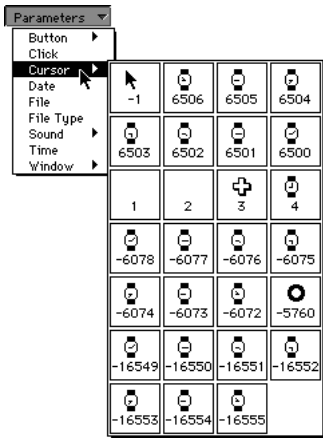 Parameters
Button
Click
Cursor
Date
File
File Type
Sound
Time
Window
-1 6506 6505 6504
6503 6502 6501 6500
1 2 3 4
-6078 -6077 -6076 -6075
-6074 -6073 -6072 -5760
-16549 -16550 -16551 -16552
-16553 -16554 -16555